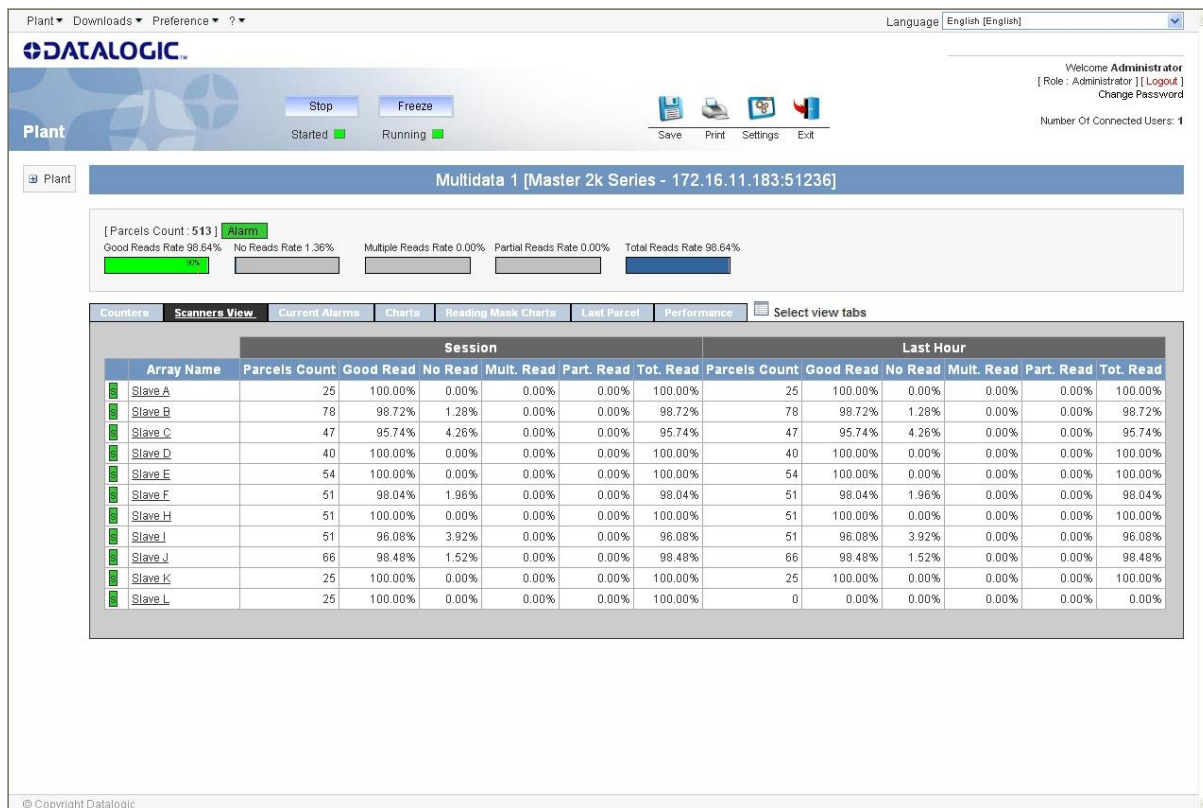 Plant Downloads Preference ? Language English [English]
DATALOGIC™
Welcome Administrator
[ Role : Administrator ] [ Logout ]
Change Password
Number Of Connected Users: 1
Plant
Stop Freeze
Started Running
Save Print Settings Exit
Plant
Multidata 1 [Master 2k Series - 172.16.11.183:51236]
[ Parcels Count : 513 ] Alarm
Good Reads Rate 98.64% No Reads Rate 1.36% Multiple Reads Rate 0.00% Partial Reads Rate 0.00% Total Reads Rate 98.64%
90%
Counters Scanners View Current Alarms Charts Reading Mask Charts Last Parcel Performance Select view tabs
Session Last Hour
Array Name Parcels Count Good Read No Read Mult. Read Part. Read Tot. Read Parcels Count Good Read No Read Mult. Read Part. Read Tot. Read
S Slave A 25 100.00% 0.00% 0.00% 0.00% 100.00% 25 100.00% 0.00% 0.00% 0.00% 100.00%
S Slave B 78 98.72% 1.28% 0.00% 0.00% 98.72% 78 98.72% 1.28% 0.00% 0.00% 98.72%
S Slave C 47 95.74% 4.26% 0.00% 0.00% 95.74% 47 95.74% 4.26% 0.00% 0.00% 95.74%
S Slave D 40 100.00% 0.00% 0.00% 0.00% 100.00% 40 100.00% 0.00% 0.00% 0.00% 100.00%
S Slave E 54 100.00% 0.00% 0.00% 0.00% 100.00% 54 100.00% 0.00% 0.00% 0.00% 100.00%
S Slave F 51 98.04% 1.96% 0.00% 0.00% 98.04% 51 98.04% 1.96% 0.00% 0.00% 98.04%
S Slave H 51 100.00% 0.00% 0.00% 0.00% 100.00% 51 100.00% 0.00% 0.00% 0.00% 100.00%
S Slave I 51 96.08% 3.92% 0.00% 0.00% 96.08% 51 96.08% 3.92% 0.00% 0.00% 96.08%
S Slave J 66 98.48% 1.52% 0.00% 0.00% 98.48% 66 98.48% 1.52% 0.00% 0.00% 98.48%
S Slave K 25 100.00% 0.00% 0.00% 0.00% 100.00% 25 100.00% 0.00% 0.00% 0.00% 100.00%
S Slave L 25 100.00% 0.00% 0.00% 0.00% 100.00% 0 0.00% 0.00% 0.00% 0.00% 0.00%
© Copyright Datalogic